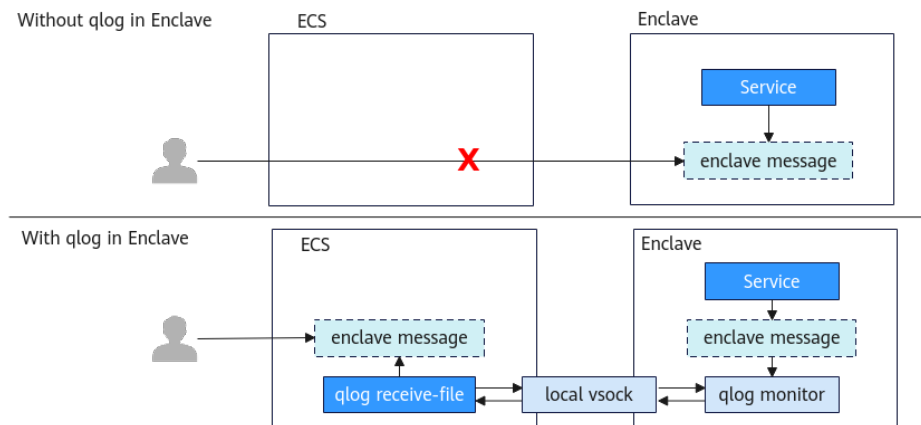 Without qlog in Enclave
ECS
Enclave
Service
X
enclave message
With qlog in Enclave
ECS
Enclave
Service
enclave message
enclave message
qlog receive-file
local vsock
qlog monitor